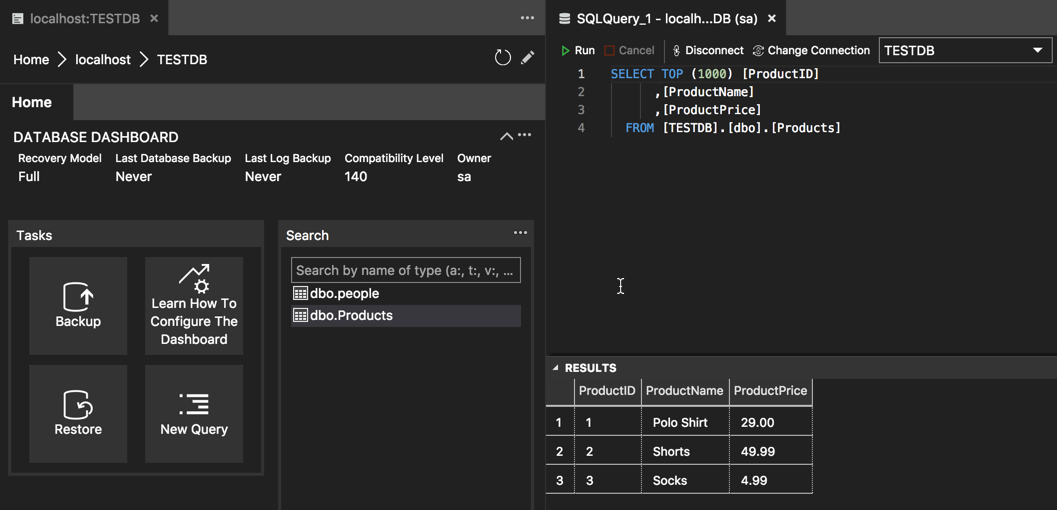 localhost:TESTDB
Home > localhost > TESTDB
Home
DATABASE DASHBOARD
Recovery Model Last Database Backup Last Log Backup Compatibility Level Owner
Full Never Never 140 sa
Tasks
Backup
Learn How To
Configure The
Dashboard
Restore
New Query
Search
Search by name of type (a:, t:, v:, ...
dbo.people
dbo.Products
SQLQuery_1 - localh...DB (sa)
Run Cancel Disconnect Change Connection TESTDB
1 SELECT TOP (1000) [ProductID]
2 ,[ProductName]
3 ,[ProductPrice]
4 FROM [TESTDB].[dbo].[Products]
RESULTS
ProductID ProductName ProductPrice
1 1 Polo Shirt 29.00
2 2 Shorts 49.99
3 3 Socks 4.99